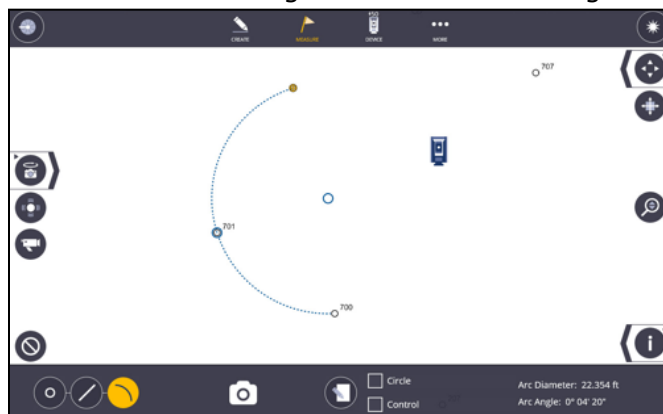 CREATE
MEASURE
DEVICE
MORE
707
701
700
Circle
Control
Arc Diameter: 22.354 ft
Arc Angle: 0° 04' 20"